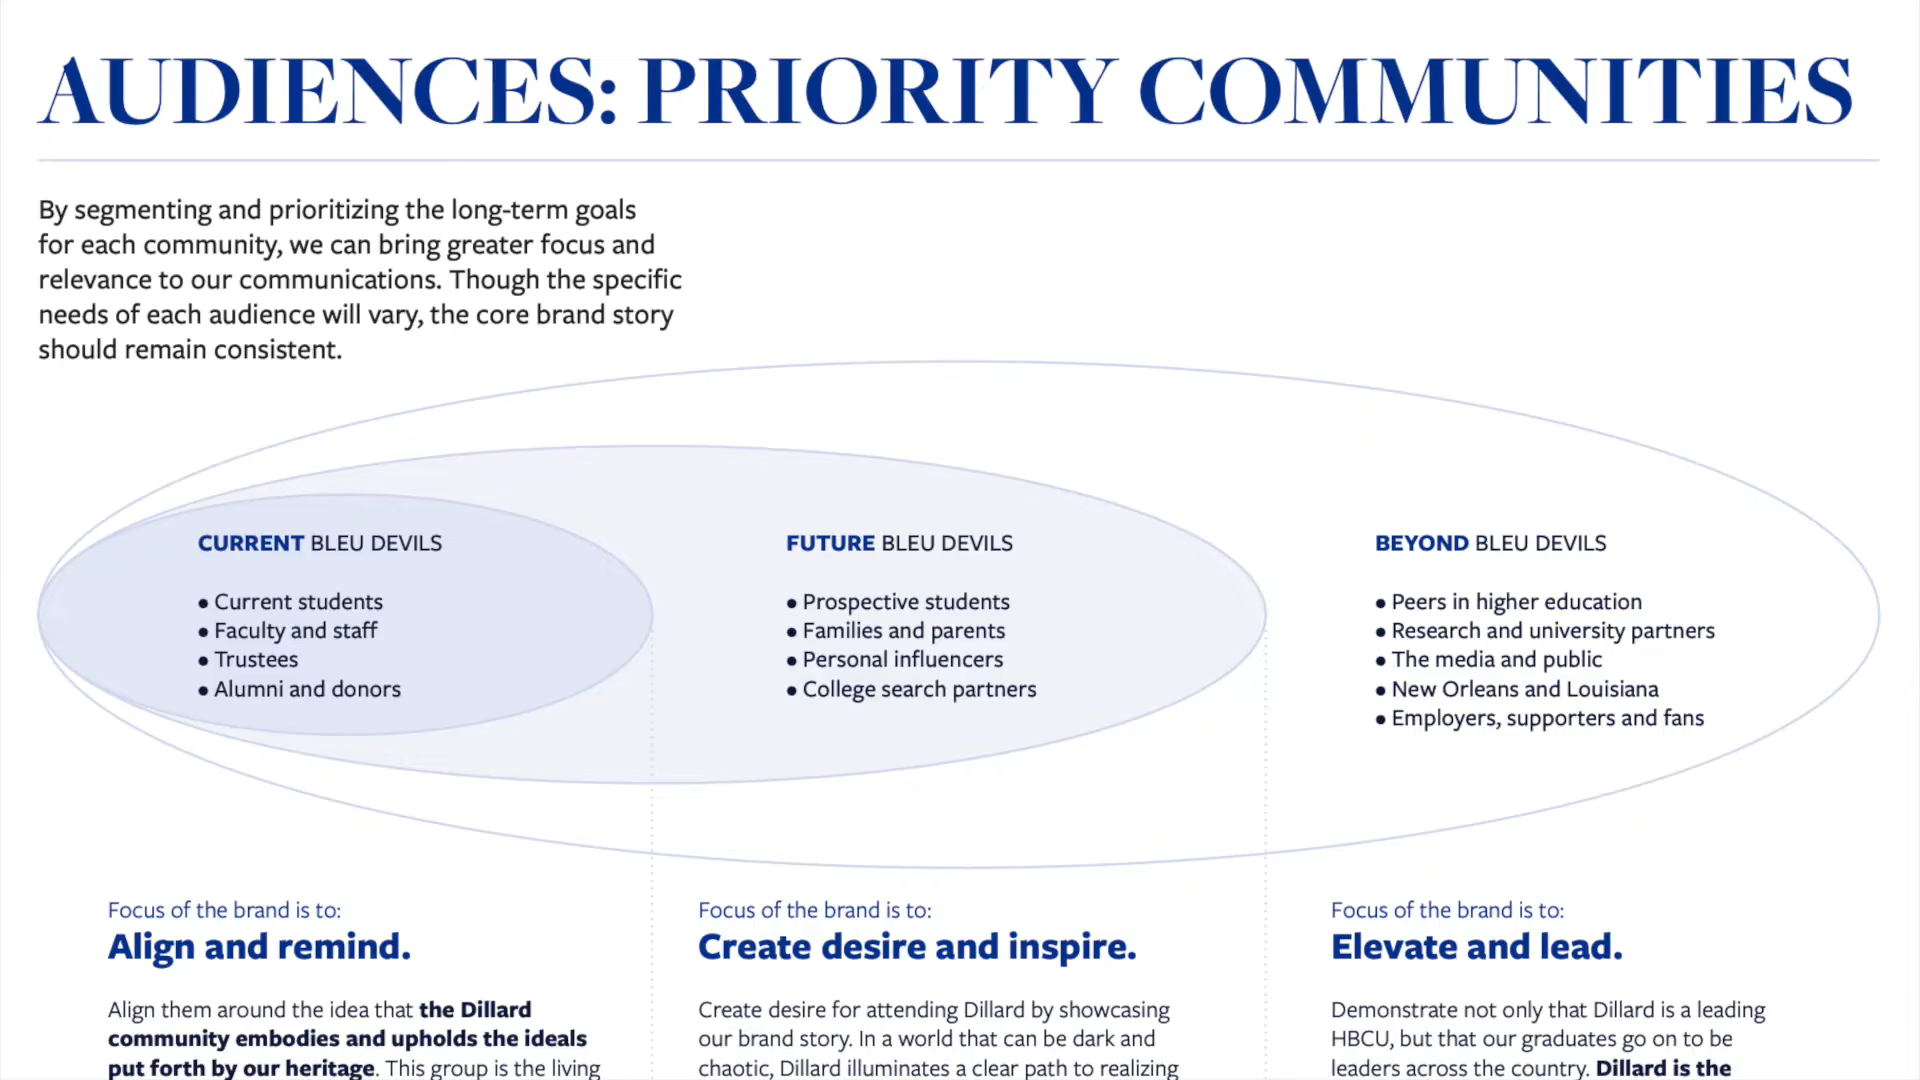 AUDIENCES: PRIORITY COMMUNITIES
By segmenting and prioritizing the long-term goals
for each community, we can bring greater focus and
relevance to our communications. Though the specific
needs of each audience will vary, the core brand story
should remain consistent.
CURRENT BLEU DEVILS
• Current students
• Faculty and staff
• Trustees
• Alumni and donors
FUTURE BLEU DEVILS
• Prospective students
• Families and parents
• Personal influencers
• College search partners
BEYOND BLEU DEVILS
• Peers in higher education
• Research and university partners
• The media and public
• New Orleans and Louisiana
• Employers, supporters and fans
Focus of the brand is to:
Align and remind.
Align them around the idea that the Dillard
community embodies and upholds the ideals
put forth by our heritage. This group is the living
Focus of the brand is to:
Create desire and inspire.
Create desire for attending Dillard by showcasing
our brand story. In a world that can be dark and
chaotic, Dillard illuminates a clear path to realizing
Focus of the brand is to:
Elevate and lead.
Demonstrate not only that Dillard is a leading
HBCU, but that our graduates go on to be
leaders across the country. Dillard is the